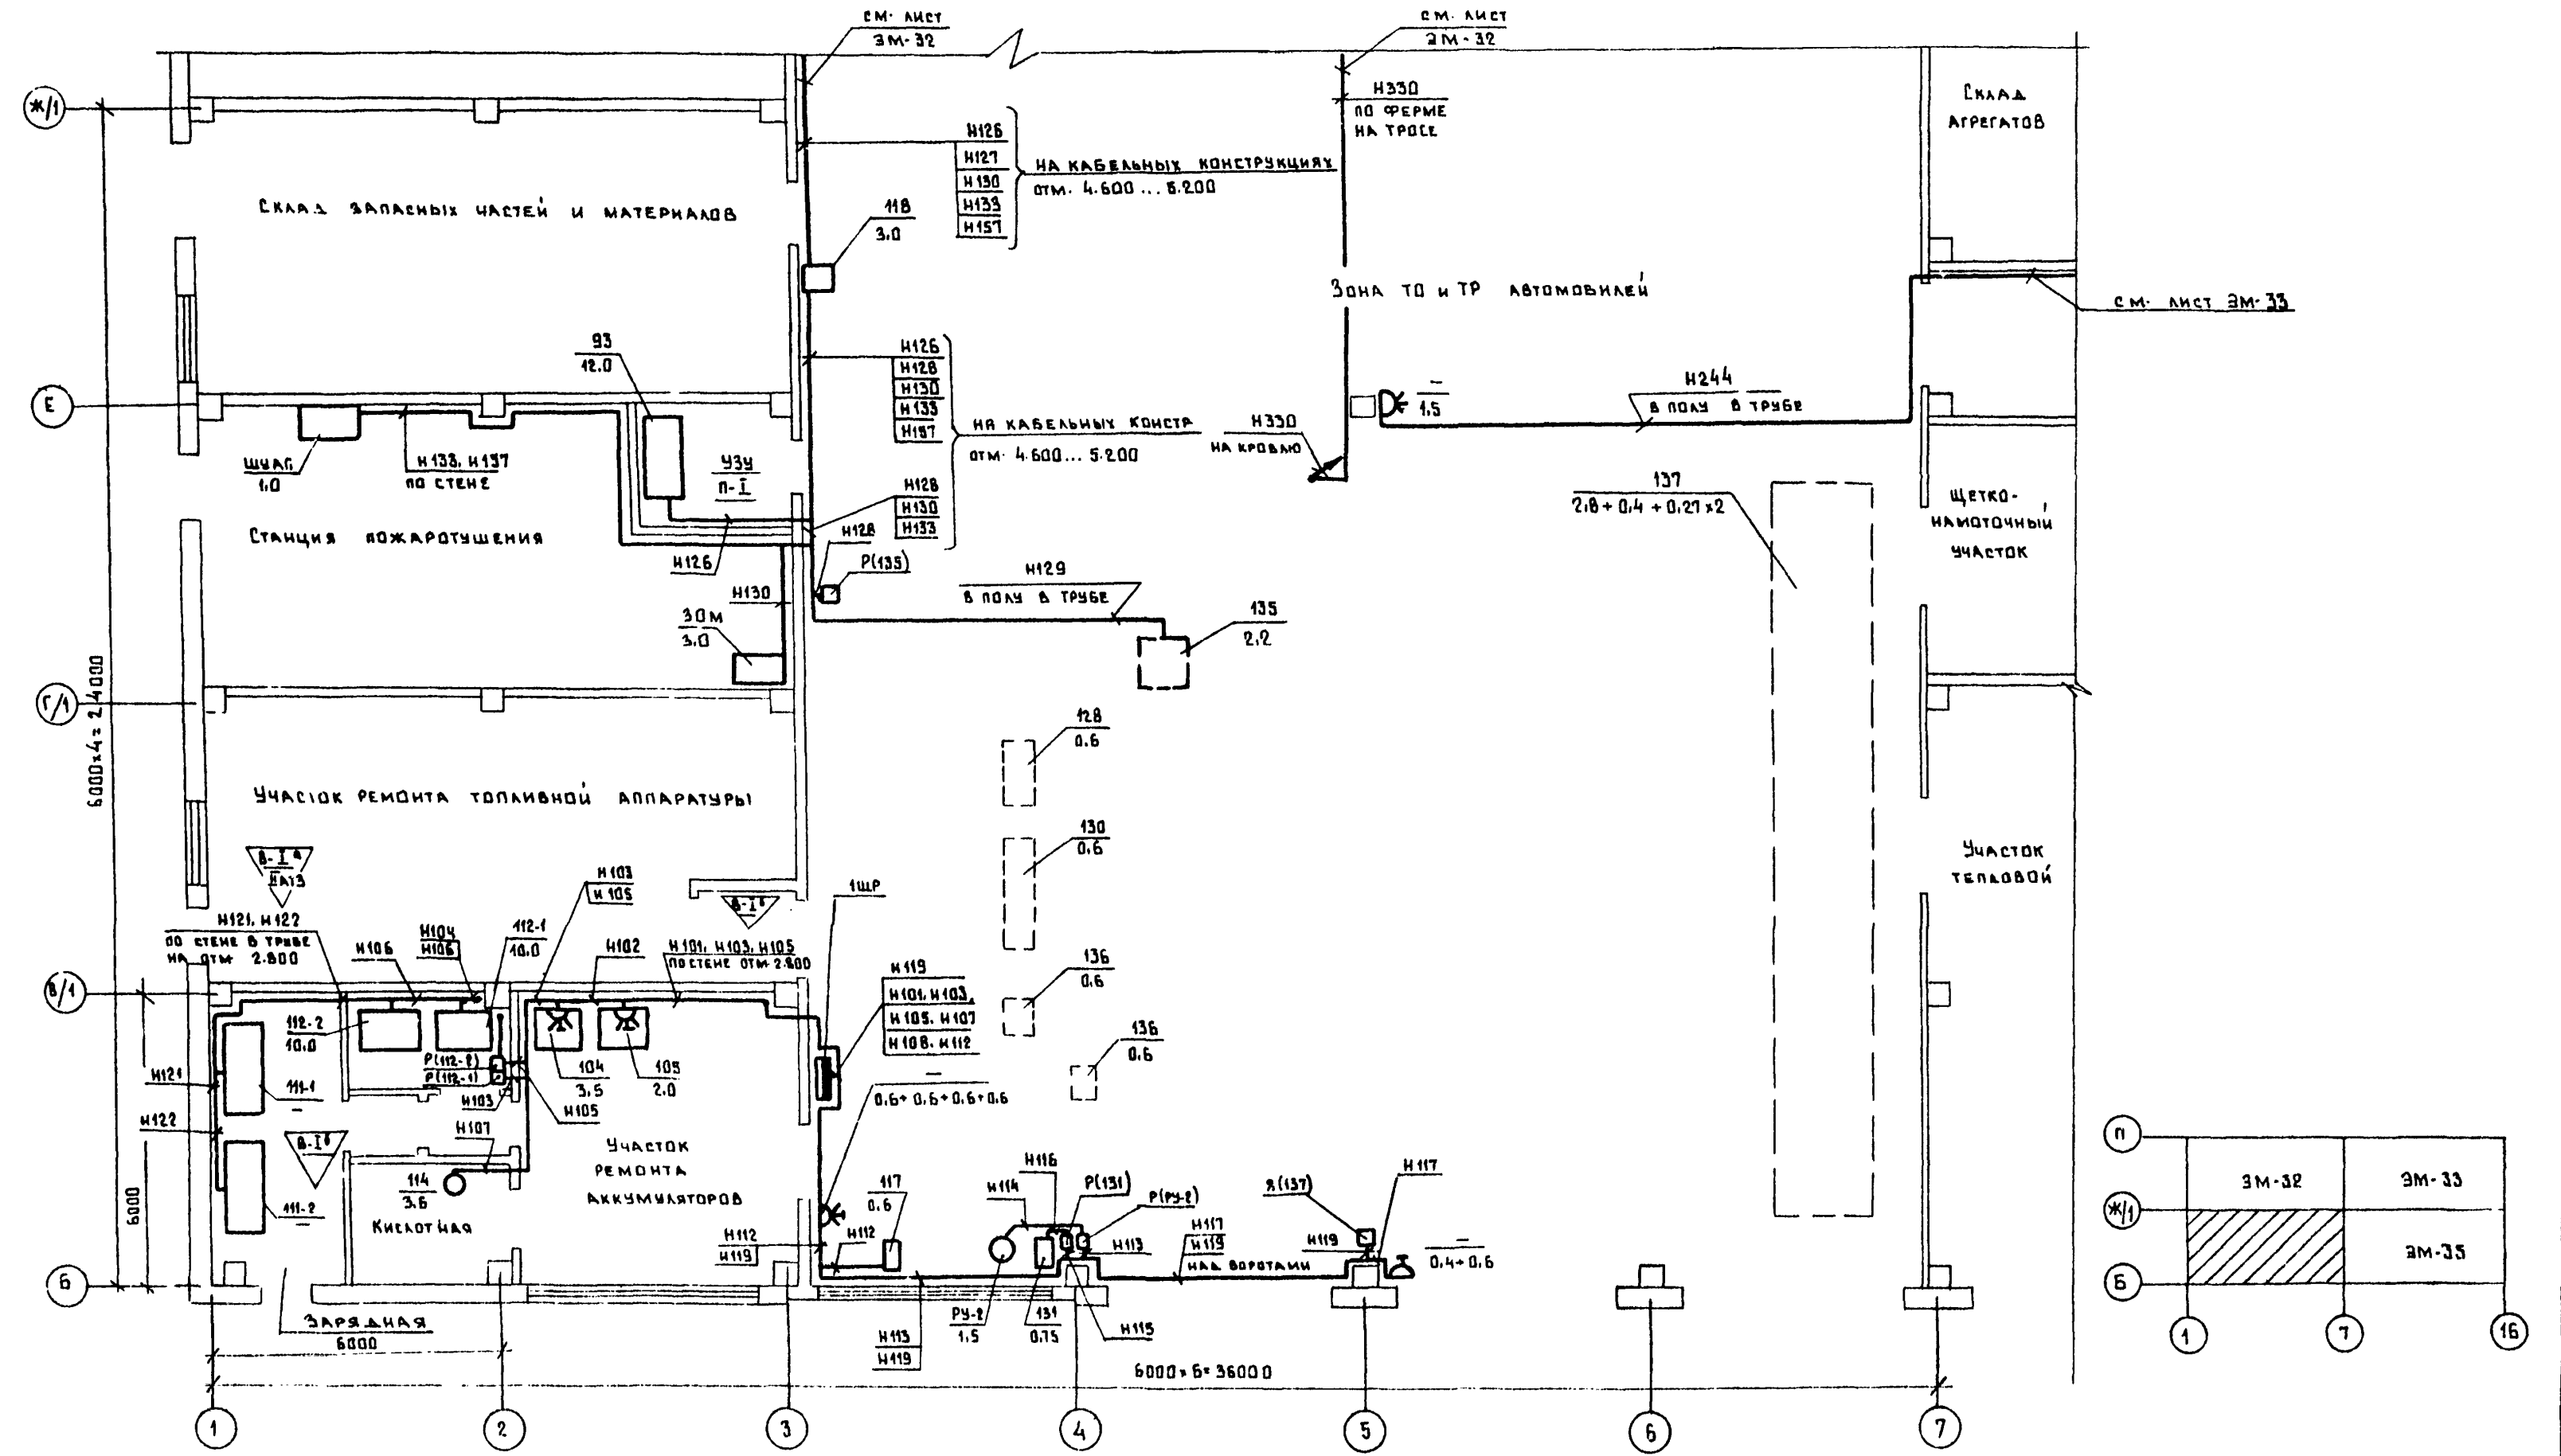 СМ. ЛИСТ
ЭМ-32
СМ. ЛИСТ
ЭМ-32
Ж/1
Н330
ПО ФЕРМЕ
НА ТРОСЕ
СКЛАД
АГРЕГАТОВ
Н126
Н127
Н130
Н133
Н157
НА КАБЕЛЬНЫХ КОНСТРУКЦИЯХ
ОТМ. 4.600 ... 5.200
СКЛАД ЗАПАСНЫХ ЧАСТЕЙ И МАТЕРИАЛОВ
118
3.0
ЗОНА ТО и ТР АВТОМОБИЛЕЙ
СМ. ЛИСТ ЭМ-33
93
12.0
Н126
Н128
Н130
Н133
Н157
НА КАБЕЛЬНЫХ КОНСТР
ОТМ. 4.600... 5.200
Н330
НА КРОВЛЮ
–
1.5
Н244
В ПОЛУ В ТРУБЕ
Е
ШУАП
1.0
Н133, Н157
ПО СТЕНЕ
УЗУ
П-I
Н128
Н130
Н133
137
2.8 + 0.4 + 0.27×2
ЩЕТКО-
НАМОТОЧНЫЙ
УЧАСТОК
СТАНЦИЯ ПОЖАРОТУШЕНИЯ
Н128
Н126
Р(135)
Н130
Н129
В ПОЛУ В ТРУБЕ
ЗОМ
3.0
135
2.2
6000×4=24000
Г/1
128
0.6
УЧАСТОК РЕМОНТА ТОПЛИВНОЙ АППАРАТУРЫ
130
0.6
УЧАСТОК
ТЕПЛОВОЙ
В-Iа
IIАТ3
Н103
Н105
В-Iб
1ШР
Н121, Н122
ПО СТЕНЕ В ТРУБЕ
НА ОТМ 2.800
Н106
Н104
Н106
112-1
10.0
Н102
Н101, Н103, Н105
ПО СТЕНЕ ОТМ 2.800
136
0.6
В/1
Н119
Н101, Н103,
Н105, Н107
Н108, Н112
112-2
10.0
136
0.6
Р(112-2)
Р(112-1)
104
3.5
105
2.0
Н121
111-1
–
Н103
Н105
–
0.6+0.6+0.6+0.6
Н122
В-Iб
Н107
УЧАСТОК
РЕМОНТА
АККУМУЛЯТОРОВ
П
ЭМ-32
ЭМ-33
6000
111-2
–
114
3.6
КИСЛОТНАЯ
117
0.6
Н114
Н116
Р(131)
Р(РУ-2)
Я(137)
Н117
Ж/1
Н112
Н119
Н112
Н113
Н117
Н119
НАД ВОРОТАМИ
Н119
–
0.4+0.6
ЭМ-35
Б
Б
ЗАРЯДНАЯ
6000
РУ-2
1.5
131
0.75
Н115
Н113
Н119
1
7
16
6000×6=36000
1
2
3
4
5
6
7